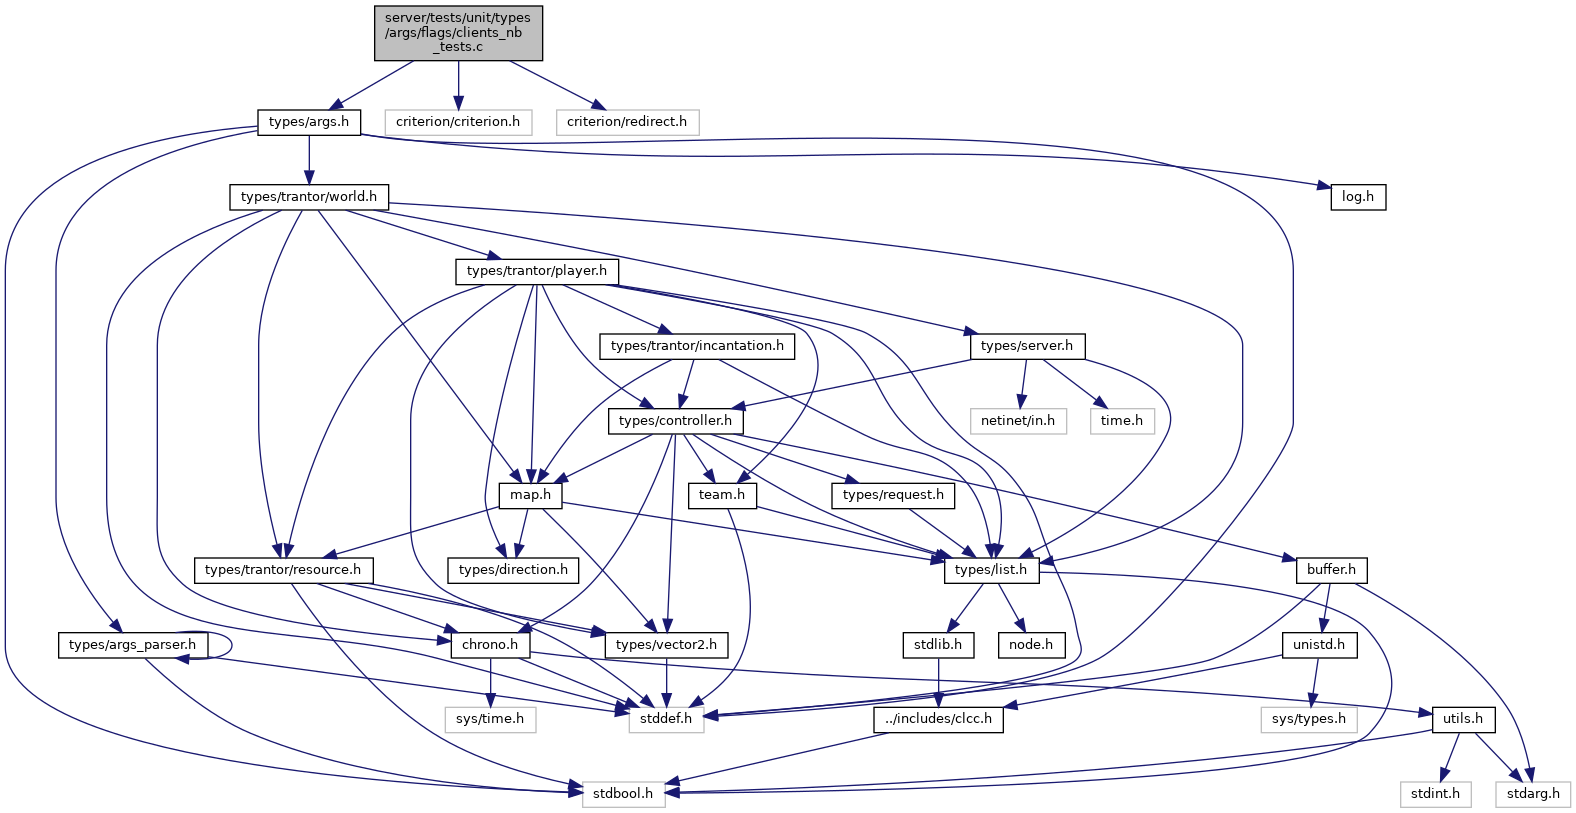 server/tests/unit/types
/args/flags/clients_nb
_tests.c
types/args.h
criterion/criterion.h
criterion/redirect.h
types/trantor/world.h
log.h
types/trantor/player.h
types/trantor/incantation.h
types/server.h
types/controller.h
netinet/in.h
time.h
map.h
team.h
types/request.h
types/trantor/resource.h
types/direction.h
types/list.h
buffer.h
types/args_parser.h
chrono.h
types/vector2.h
stdlib.h
node.h
unistd.h
sys/time.h
stddef.h
../includes/clcc.h
sys/types.h
utils.h
stdbool.h
stdint.h
stdarg.h